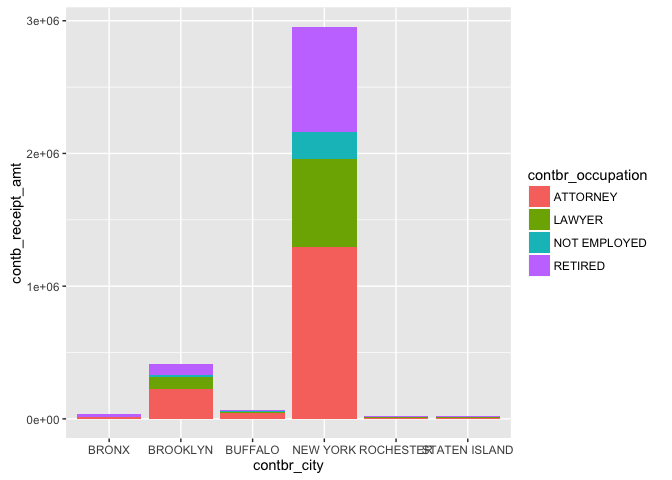 3e+06
2e+06
1e+06
0e+00
contb_receipt_amt
BRONX BROOKLYN BUFFALO NEW YORK ROCHESTER STATEN ISLAND
contbr_city
contbr_occupation
ATTORNEY
LAWYER
NOT EMPLOYED
RETIRED